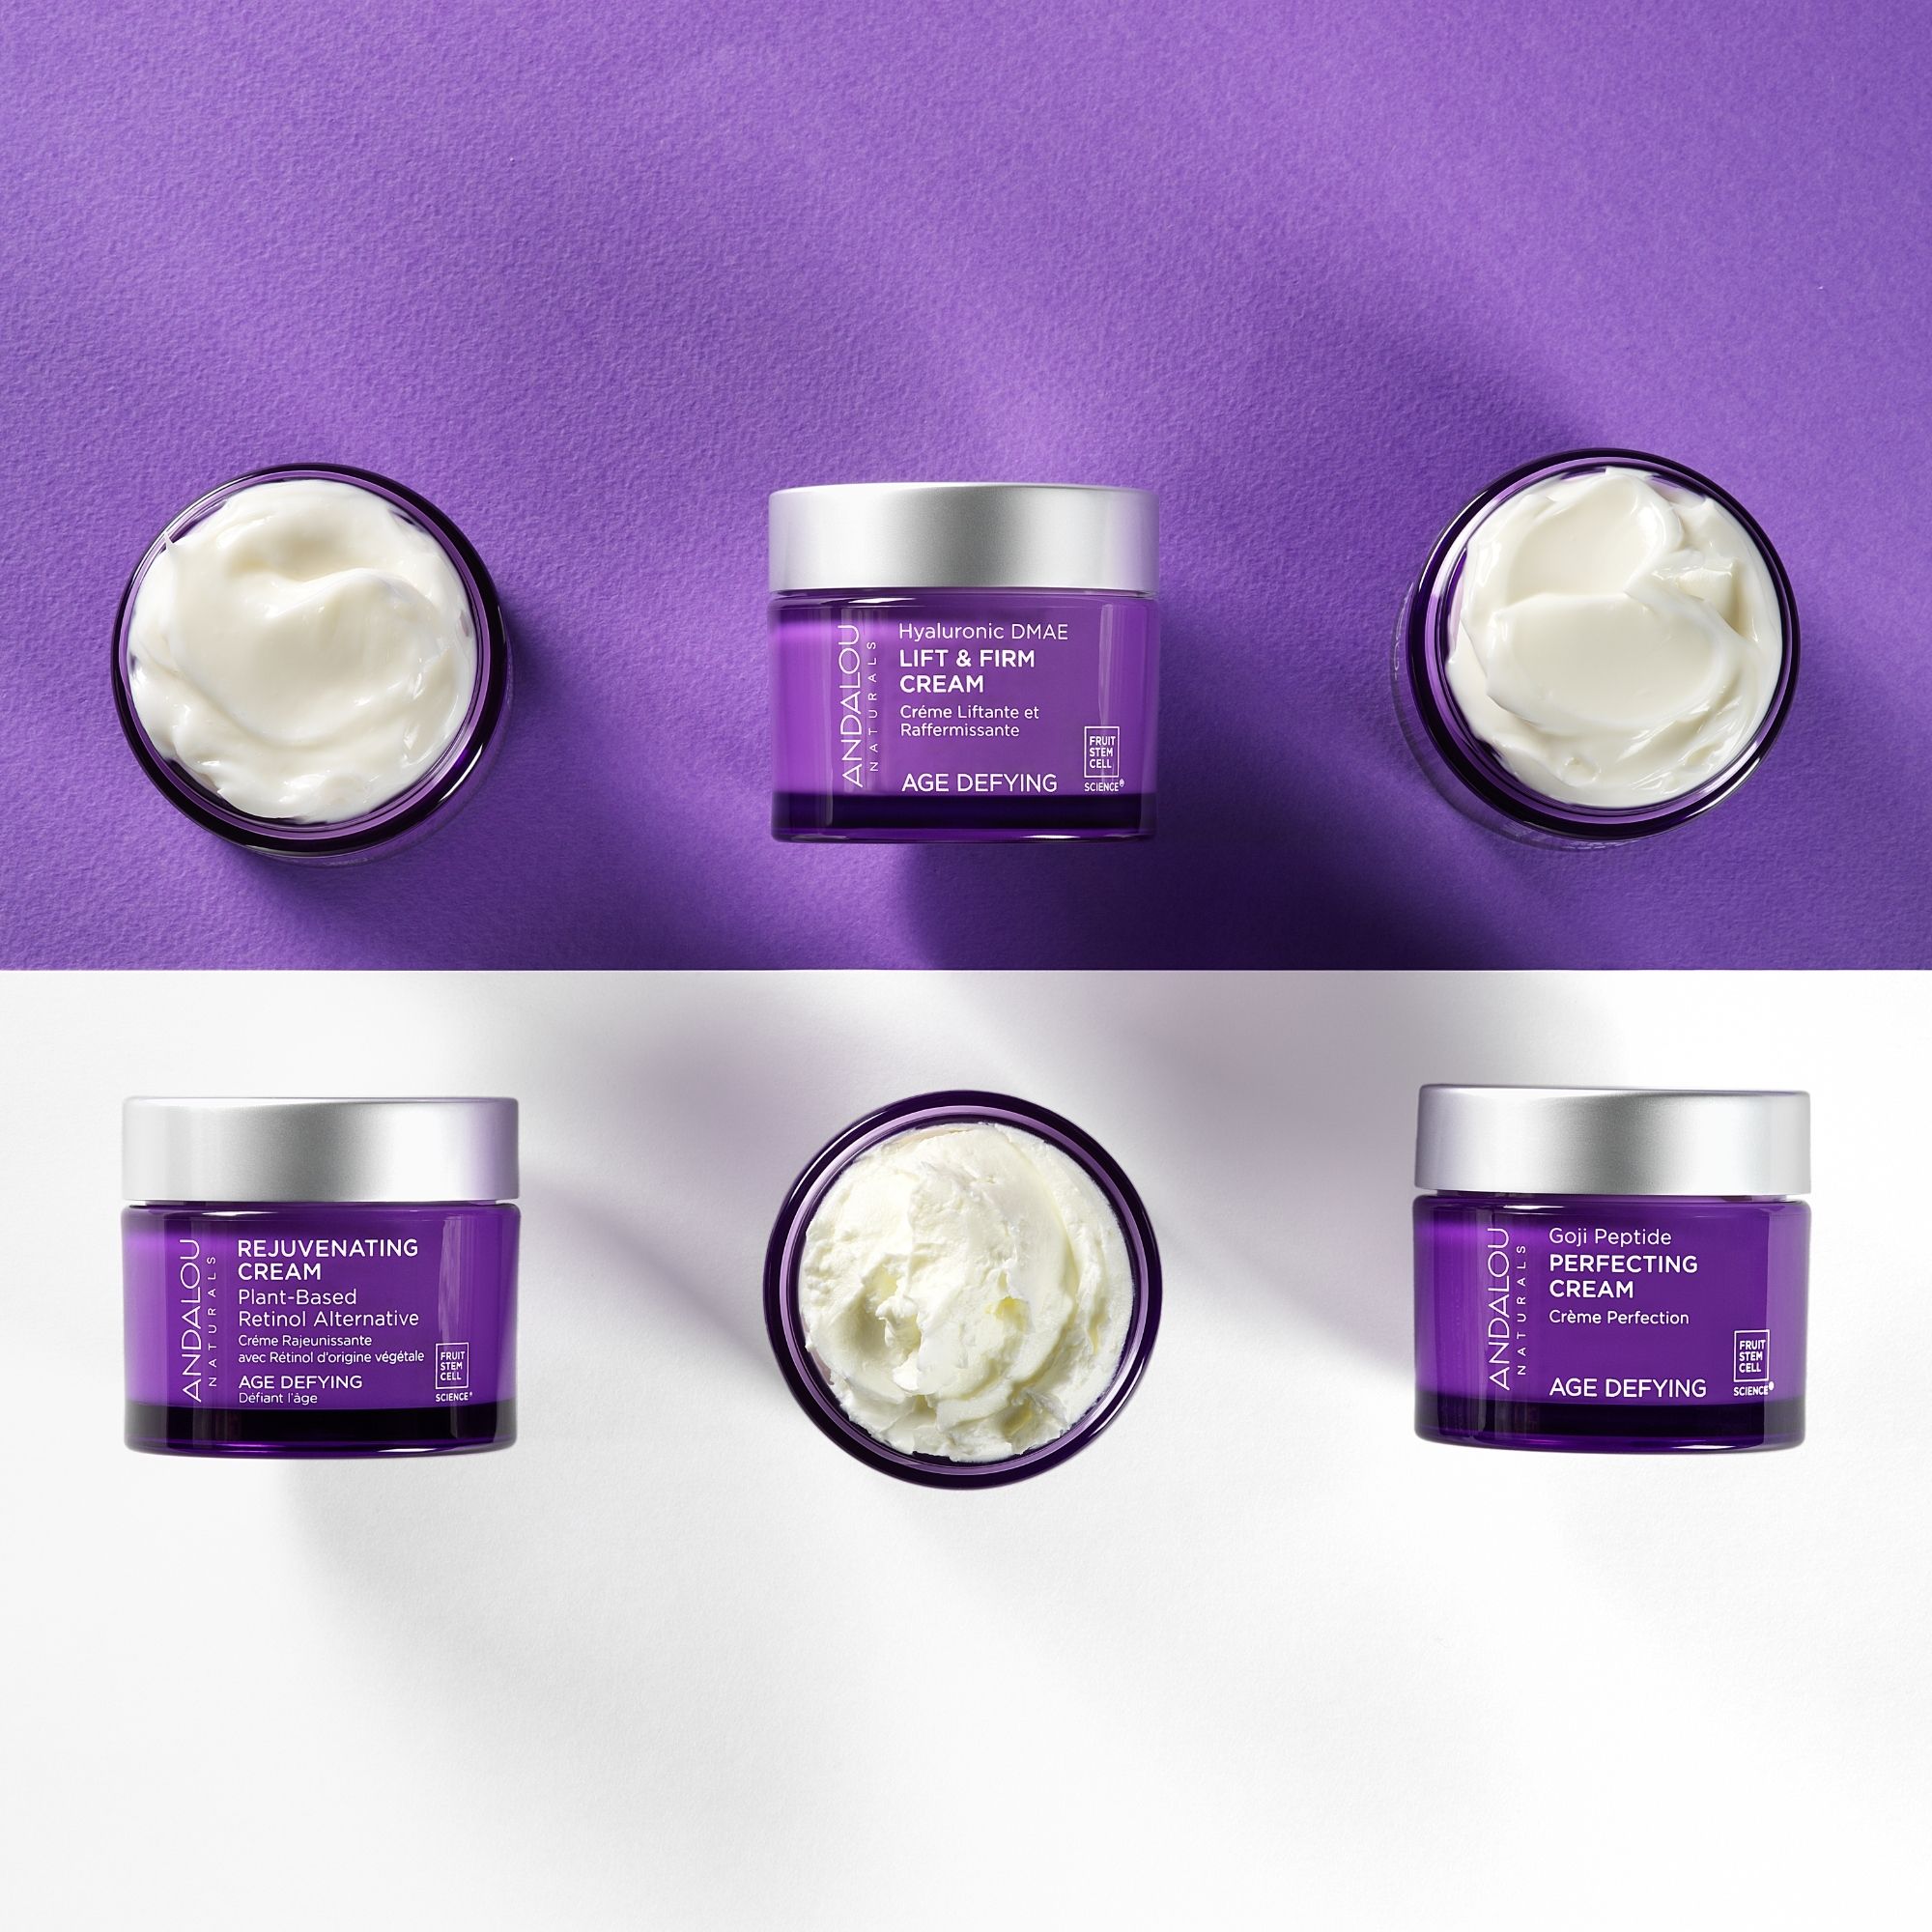 ANDALOU
NATURALS
Hyaluronic DMAE
LIFT & FIRM
CREAM
Créme Liftante et
Raffermissante
AGE DEFYING
FRUIT
STEM
CELL
SCIENCE®
ANDALOU
NATURALS
REJUVENATING
CREAM
Plant-Based
Retinol Alternative
Créme Rajeunissante
avec Rétinol d'origine végétale
AGE DEFYING
Défiant l'âge
FRUIT
STEM
CELL
SCIENCE®
ANDALOU
NATURALS
Goji Peptide
PERFECTING
CREAM
Crème Perfection
AGE DEFYING
FRUIT
STEM
CELL
SCIENCE®